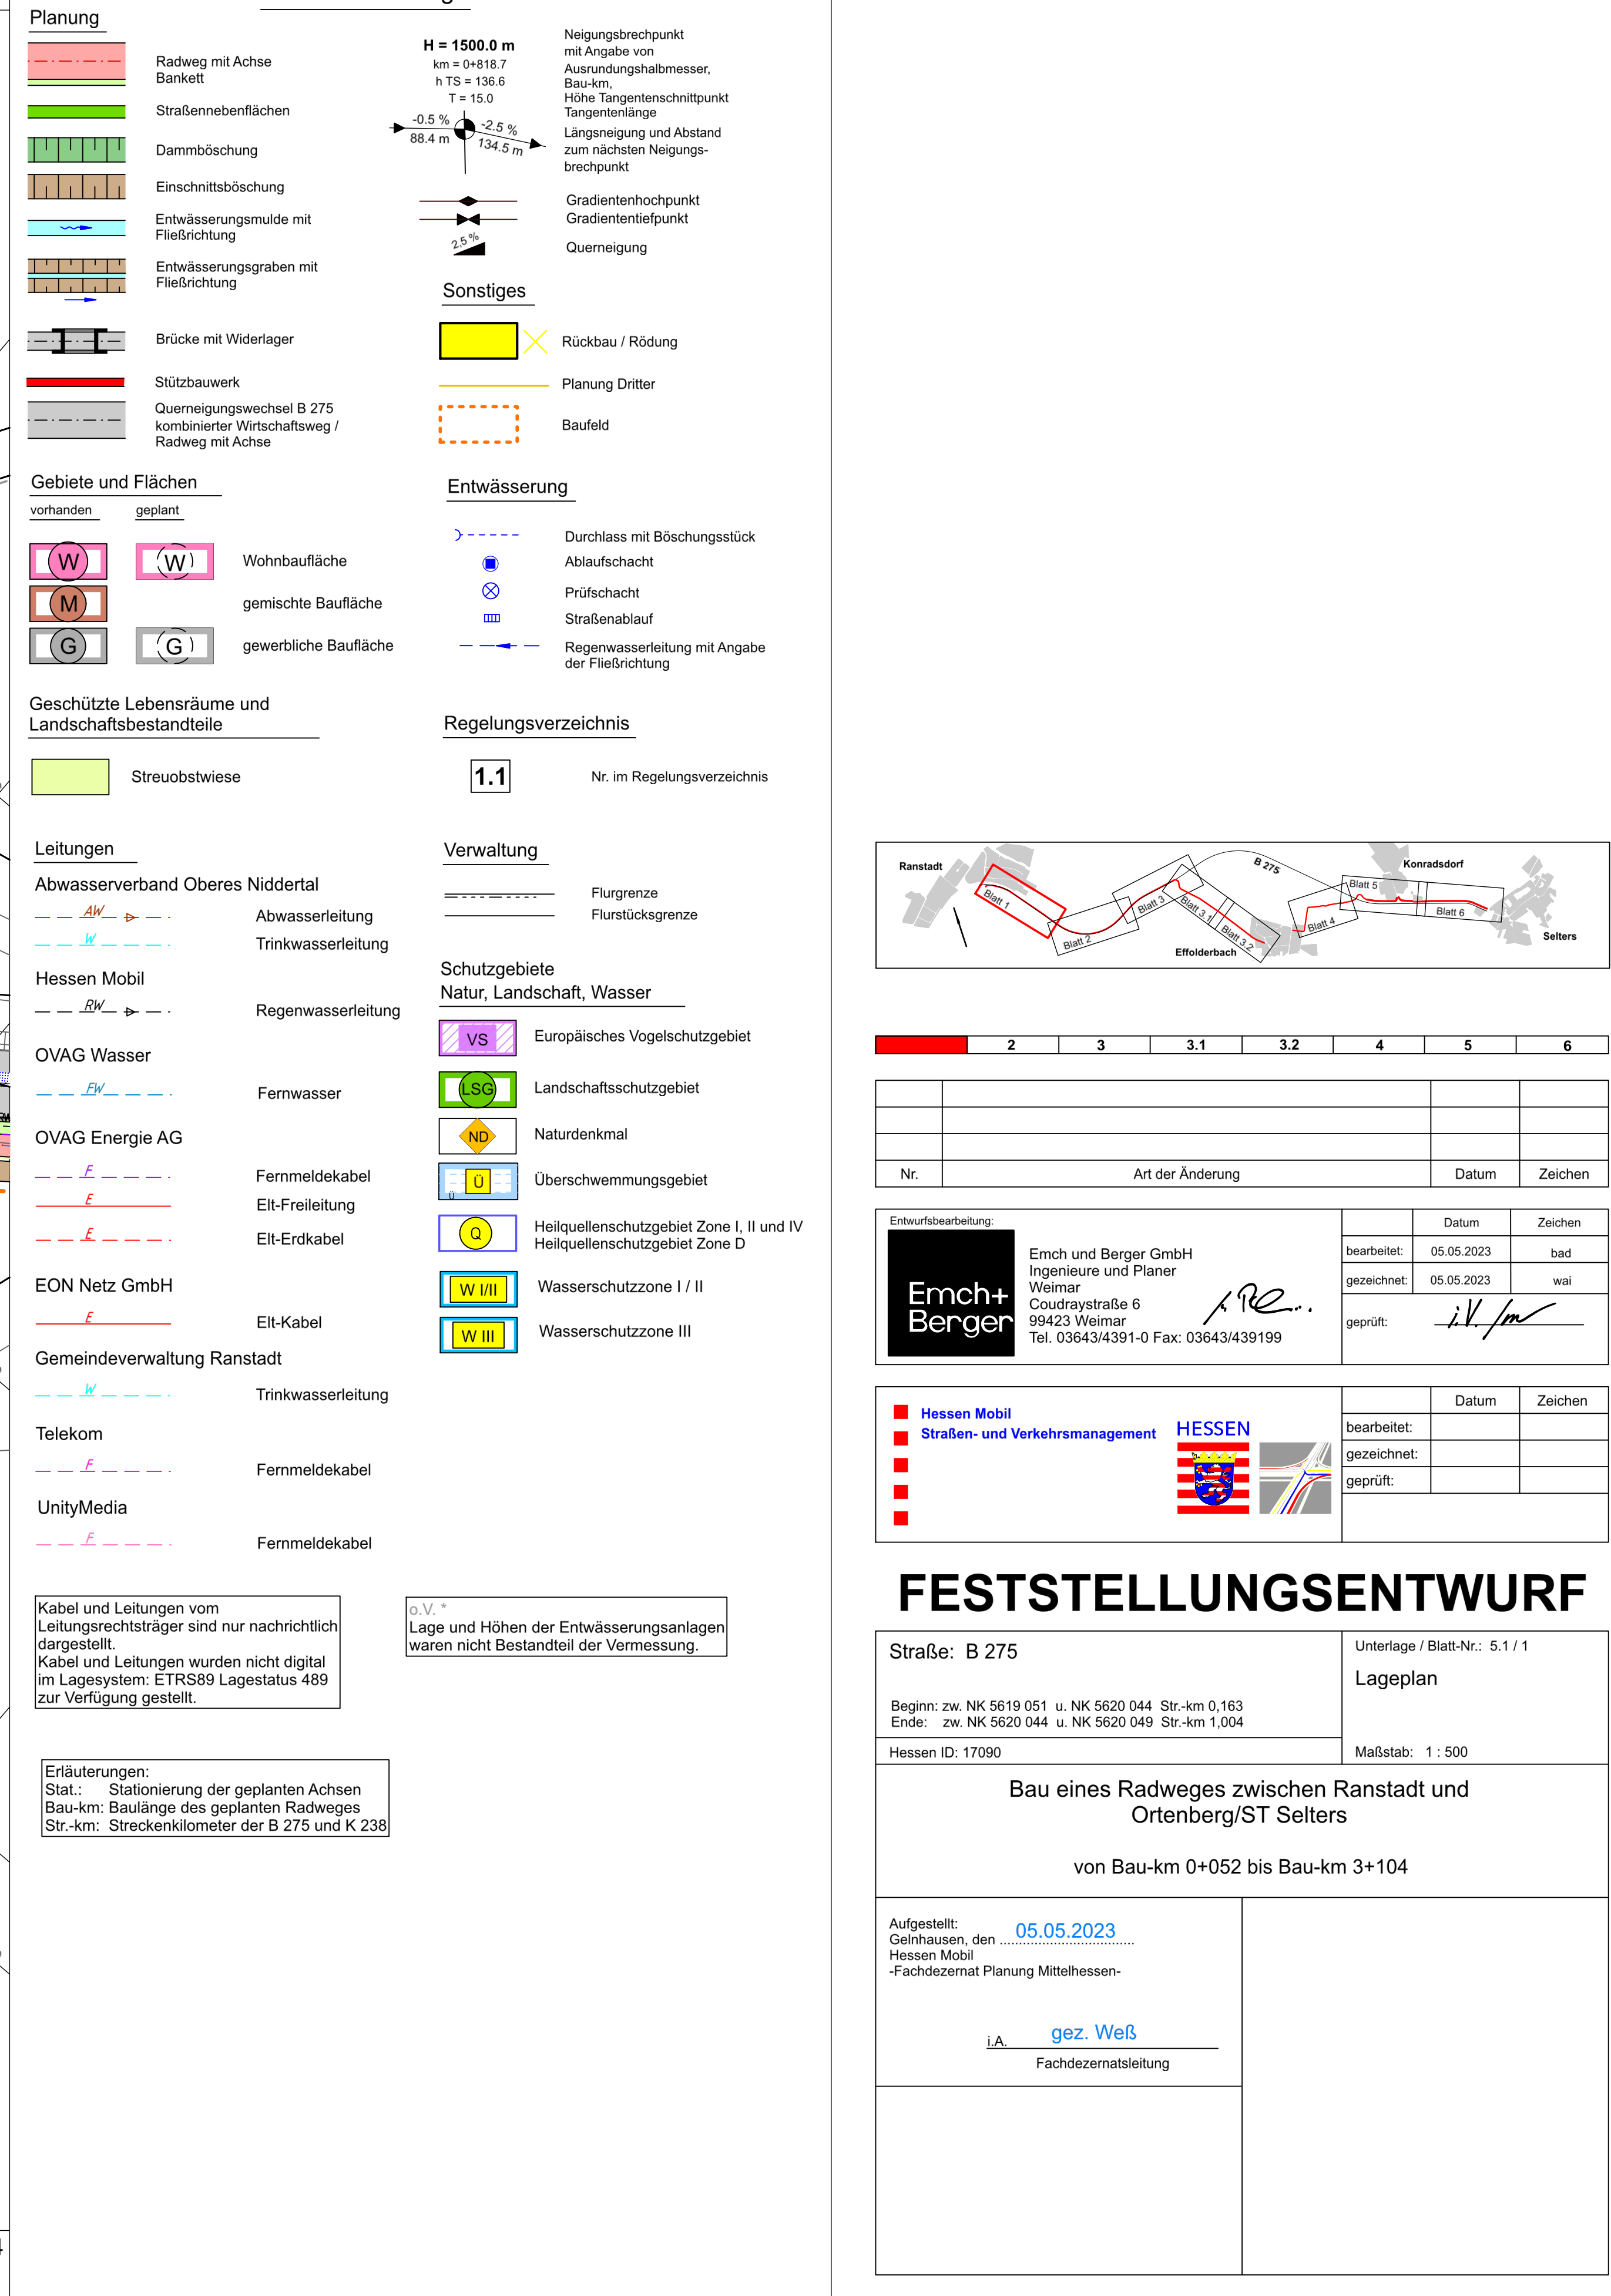 Planung
Radweg mit Achse
Bankett
Straßennebenflächen
Dammböschung
Einschnittsböschung
Entwässerungsmulde mit
Fließrichtung
Entwässerungsgraben mit
Fließrichtung
Brücke mit Widerlager
Stützbauwerk
Querneigungswechsel B 275
kombinierter Wirtschaftsweg /
Radweg mit Achse
H = 1500.0 m
km = 0+818.7
h TS = 136.6
T = 15.0
-0.5 %
88.4 m
-2.5 %
134.5 m
Neigungsbrechpunkt
mit Angabe von
Ausrundungshalbmesser,
Bau-km,
Höhe Tangentenschnittpunkt
Tangentenlänge
Längsneigung und Abstand
zum nächsten Neigungs-
brechpunkt
Gradientenhochpunkt
Gradiententiefpunkt
2,5 %
Querneigung
Sonstiges
Rückbau / Rödung
Planung Dritter
Baufeld
Gebiete und Flächen
vorhanden geplant
W W Wohnbaufläche
M gemischte Baufläche
G G gewerbliche Baufläche
Entwässerung
Durchlass mit Böschungsstück
Ablaufschacht
Prüfschacht
Straßenablauf
Regenwasserleitung mit Angabe
der Fließrichtung
Geschützte Lebensräume und
Landschaftsbestandteile
Streuobstwiese
Regelungsverzeichnis
1.1 Nr. im Regelungsverzeichnis
Leitungen
Abwasserverband Oberes Niddertal
AW Abwasserleitung
W Trinkwasserleitung
Hessen Mobil
RW Regenwasserleitung
OVAG Wasser
FW Fernwasser
OVAG Energie AG
F Fernmeldekabel
E Elt-Freileitung
E Elt-Erdkabel
EON Netz GmbH
E Elt-Kabel
Gemeindeverwaltung Ranstadt
W Trinkwasserleitung
Telekom
F Fernmeldekabel
UnityMedia
F Fernmeldekabel
Verwaltung
Flurgrenze
Flurstücksgrenze
Schutzgebiete
Natur, Landschaft, Wasser
VS Europäisches Vogelschutzgebiet
LSG Landschaftsschutzgebiet
ND Naturdenkmal
Ü Ü Überschwemmungsgebiet
Q Heilquellenschutzgebiet Zone I, II und IV
Heilquellenschutzgebiet Zone D
W I/II Wasserschutzzone I / II
W III Wasserschutzzone III
Kabel und Leitungen vom
Leitungsrechtsträger sind nur nachrichtlich
dargestellt.
Kabel und Leitungen wurden nicht digital
im Lagesystem: ETRS89 Lagestatus 489
zur Verfügung gestellt.
o.V. *
Lage und Höhen der Entwässerungsanlagen
waren nicht Bestandteil der Vermessung.
Erläuterungen:
Stat.: Stationierung der geplanten Achsen
Bau-km: Baulänge des geplanten Radweges
Str.-km: Streckenkilometer der B 275 und K 238
Ranstadt
Blatt 1
Blatt 2
Blatt 3
Blatt 3.1
Blatt 3.2
Effolderbach
B 275
Blatt 4
Blatt 5
Konradsdorf
Blatt 6
Selters
2 3 3.1 3.2 4 5 6
Nr. Art der Änderung Datum Zeichen
Entwurfsbearbeitung:
Emch+
Berger
Emch und Berger GmbH
Ingenieure und Planer
Weimar
Coudraystraße 6
99423 Weimar
Tel. 03643/4391-0 Fax: 03643/439199
Datum Zeichen
bearbeitet: 05.05.2023 bad
gezeichnet: 05.05.2023 wai
geprüft: i.V.
Hessen Mobil
Straßen- und Verkehrsmanagement
HESSEN
Datum Zeichen
bearbeitet:
gezeichnet:
geprüft:
FESTSTELLUNGSENTWURF
Straße: B 275
Beginn: zw. NK 5619 051 u. NK 5620 044 Str.-km 0,163
Ende: zw. NK 5620 044 u. NK 5620 049 Str.-km 1,004
Hessen ID: 17090
Unterlage / Blatt-Nr.: 5.1 / 1
Lageplan
Maßstab: 1 : 500
Bau eines Radweges zwischen Ranstadt und
Ortenberg/ST Selters
von Bau-km 0+052 bis Bau-km 3+104
Aufgestellt:
Gelnhausen, den 05.05.2023
Hessen Mobil
-Fachdezernat Planung Mittelhessen-
i.A. gez. Weß
Fachdezernatsleitung